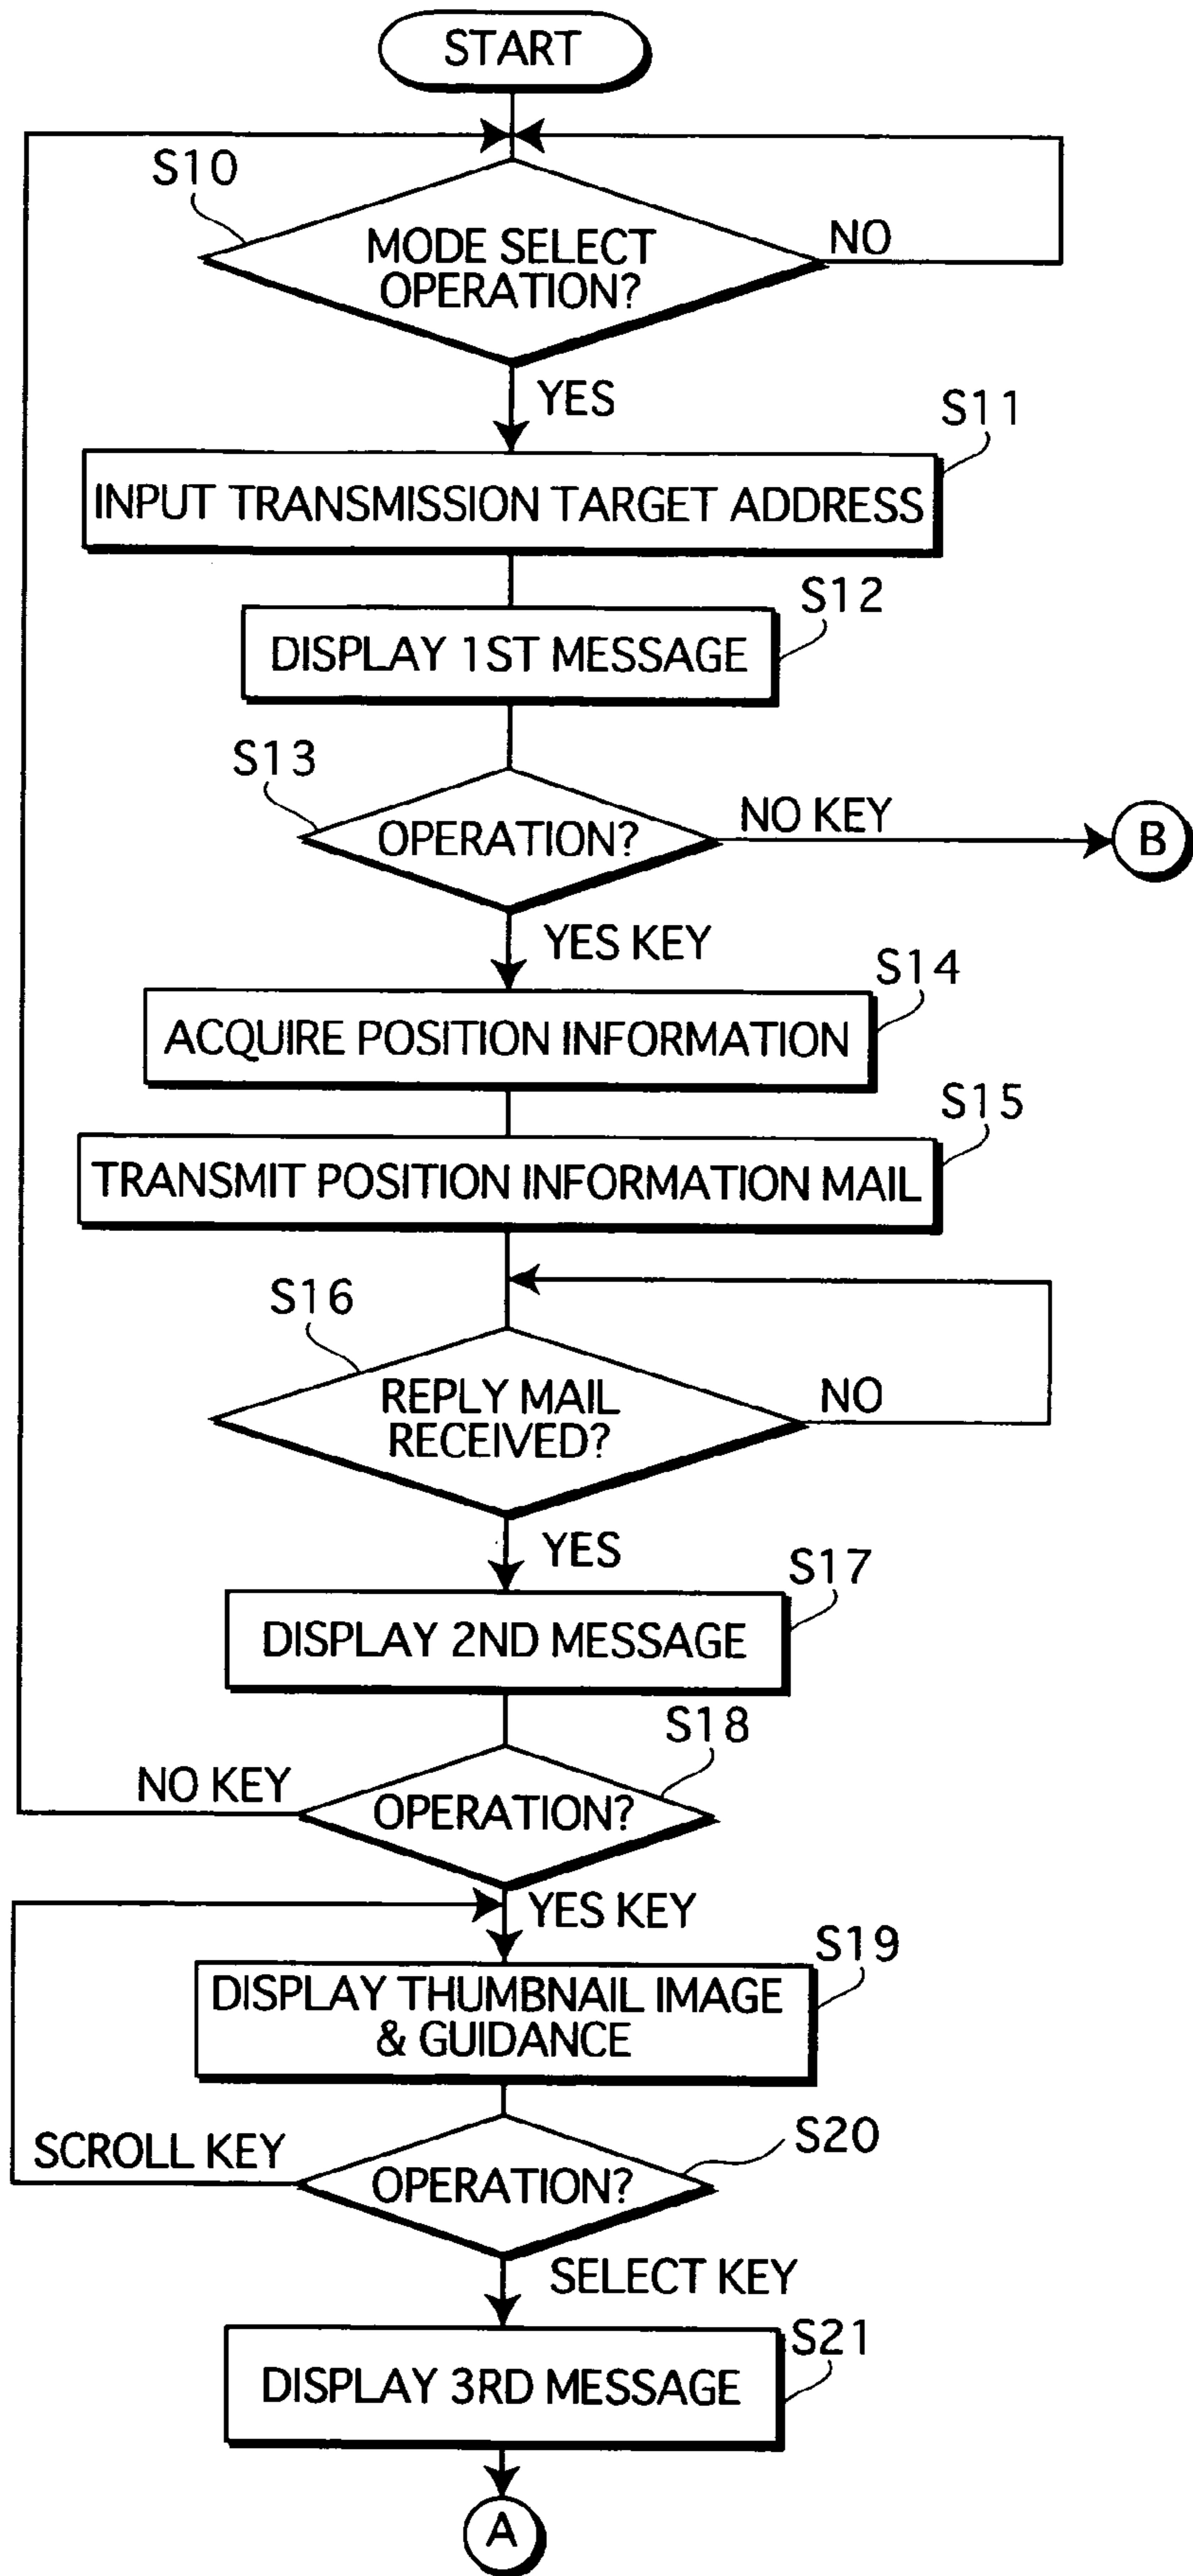 START
S10
MODE SELECT
OPERATION?
NO
YES
S11
INPUT TRANSMISSION TARGET ADDRESS
S12
DISPLAY 1ST MESSAGE
S13
OPERATION?
NO KEY
B
YES KEY
S14
ACQUIRE POSITION INFORMATION
S15
TRANSMIT POSITION INFORMATION MAIL
S16
REPLY MAIL
RECEIVED?
NO
YES
S17
DISPLAY 2ND MESSAGE
S18
NO KEY
OPERATION?
YES KEY
S19
DISPLAY THUMBNAIL IMAGE
& GUIDANCE
S20
SCROLL KEY
OPERATION?
SELECT KEY
S21
DISPLAY 3RD MESSAGE
A